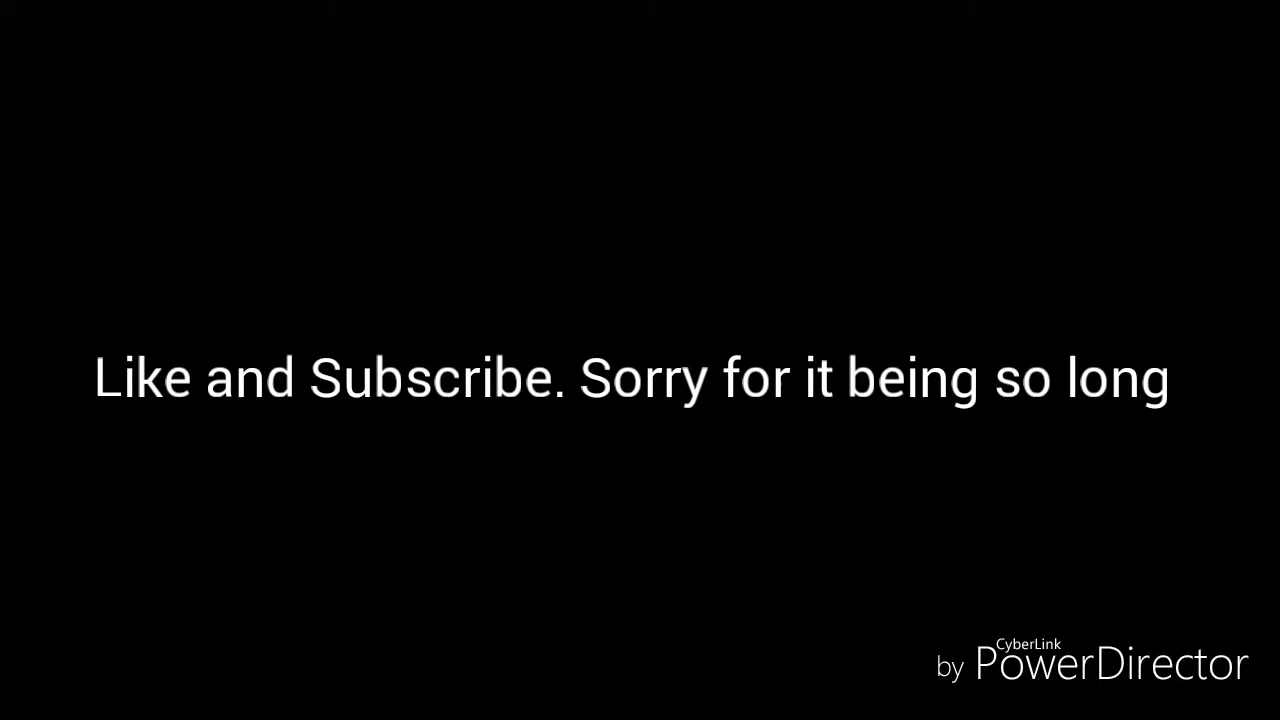 Like and Subscribe. Sorry for it being so long
CyberLink
by PowerDirector